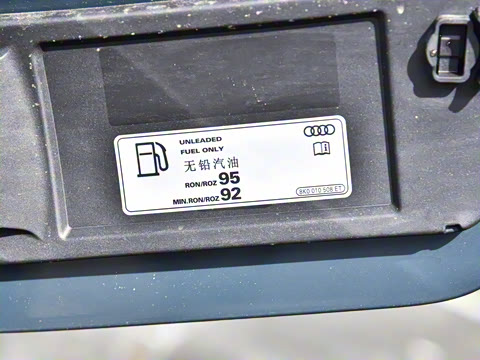 UNLEADED
FUEL ONLY
无铅汽油
RON/ROZ 95
MIN.RON/ROZ 92
8K0 010 508 ET